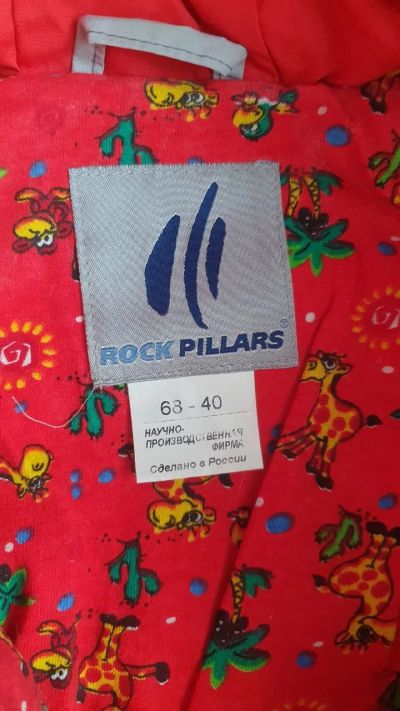 ROCK PILLARS®
68 - 40
НАУЧНО-
ПРОИЗВОДСТВЕННАЯ
ФИРМА
Сделано в России